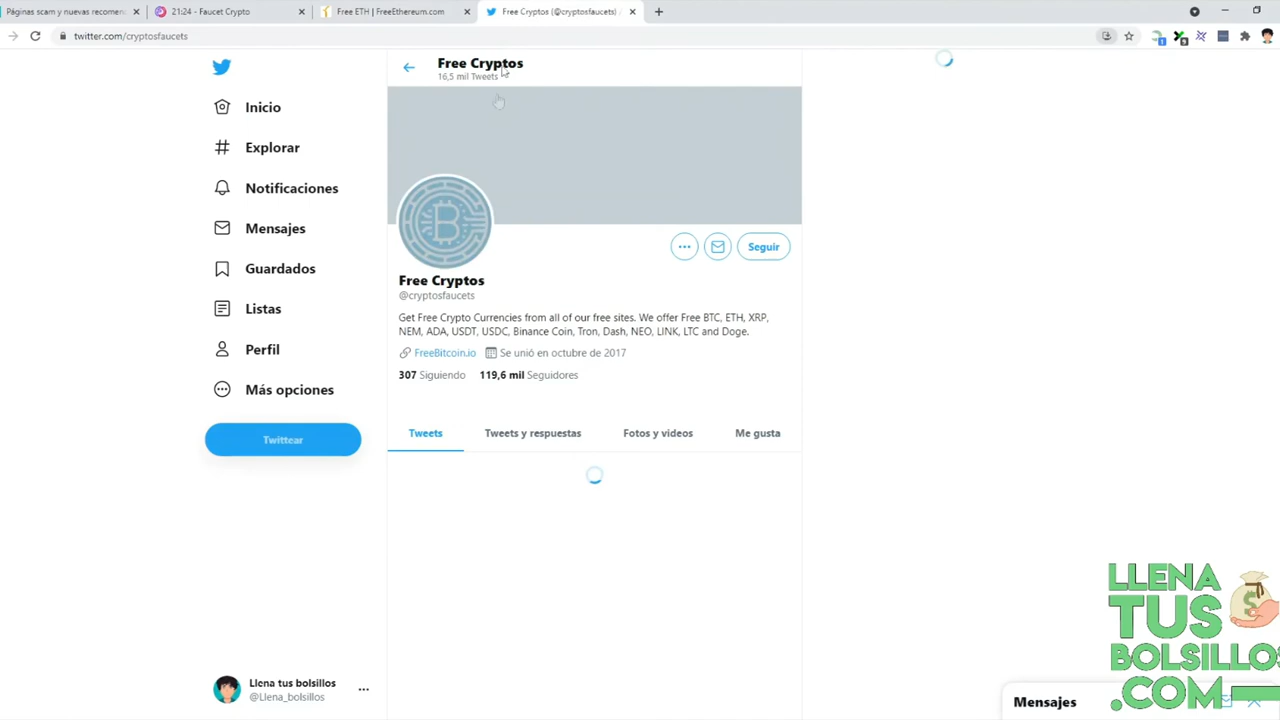 Páginas scam y nuevas recomen
21:24 - Faucet Crypto
Free ETH | FreeEthereum.com
Free Cryptos (@cryptosfaucets) /
twitter.com/cryptosfaucets
Free Cryptos
16,5 mil Tweets
Inicio
Explorar
Notificaciones
Mensajes
Guardados
Listas
Perfil
Más opciones
Twittear
Seguir
Free Cryptos
@cryptosfaucets
Get Free Crypto Currencies from all of our free sites. We offer Free BTC, ETH, XRP,
NEM, ADA, USDT, USDC, Binance Coin, Tron, Dash, NEO, LINK, LTC and Doge.
FreeBitcoin.io Se unió en octubre de 2017
307 Siguiendo 119,6 mil Seguidores
Tweets Tweets y respuestas Fotos y videos Me gusta
Llena tus bolsillos
@Llena_bolsillos
Mensajes
LLENA
TUS
BOLSILLOS
.COM